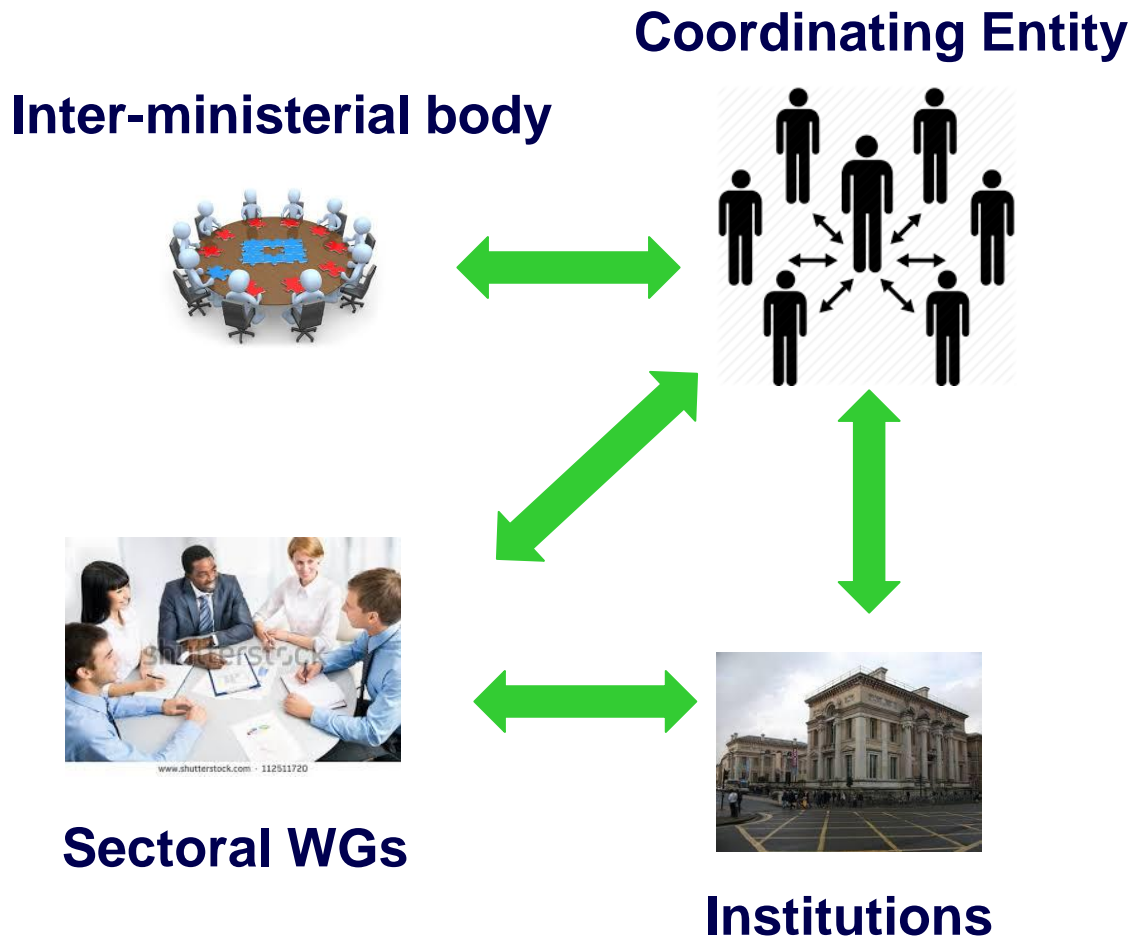 Coordinating Entity
Inter-ministerial body
shutterstock
www.shutterstock.com · 112511720
Sectoral WGs
Institutions